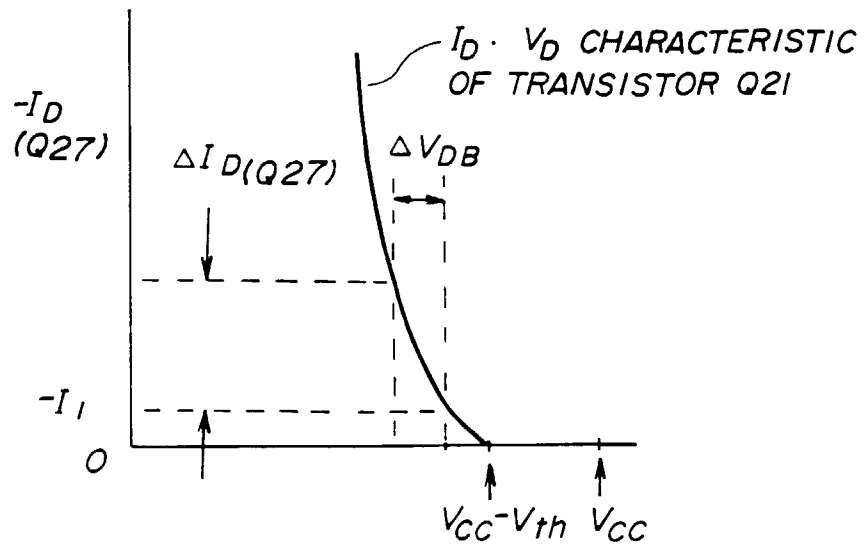 I_D · V_D CHARACTERISTIC
OF TRANSISTOR Q21
-I_D
(Q27)
ΔI_D(Q27)
ΔV_DB
-I_1
0
V_CC-V_th
V_CC